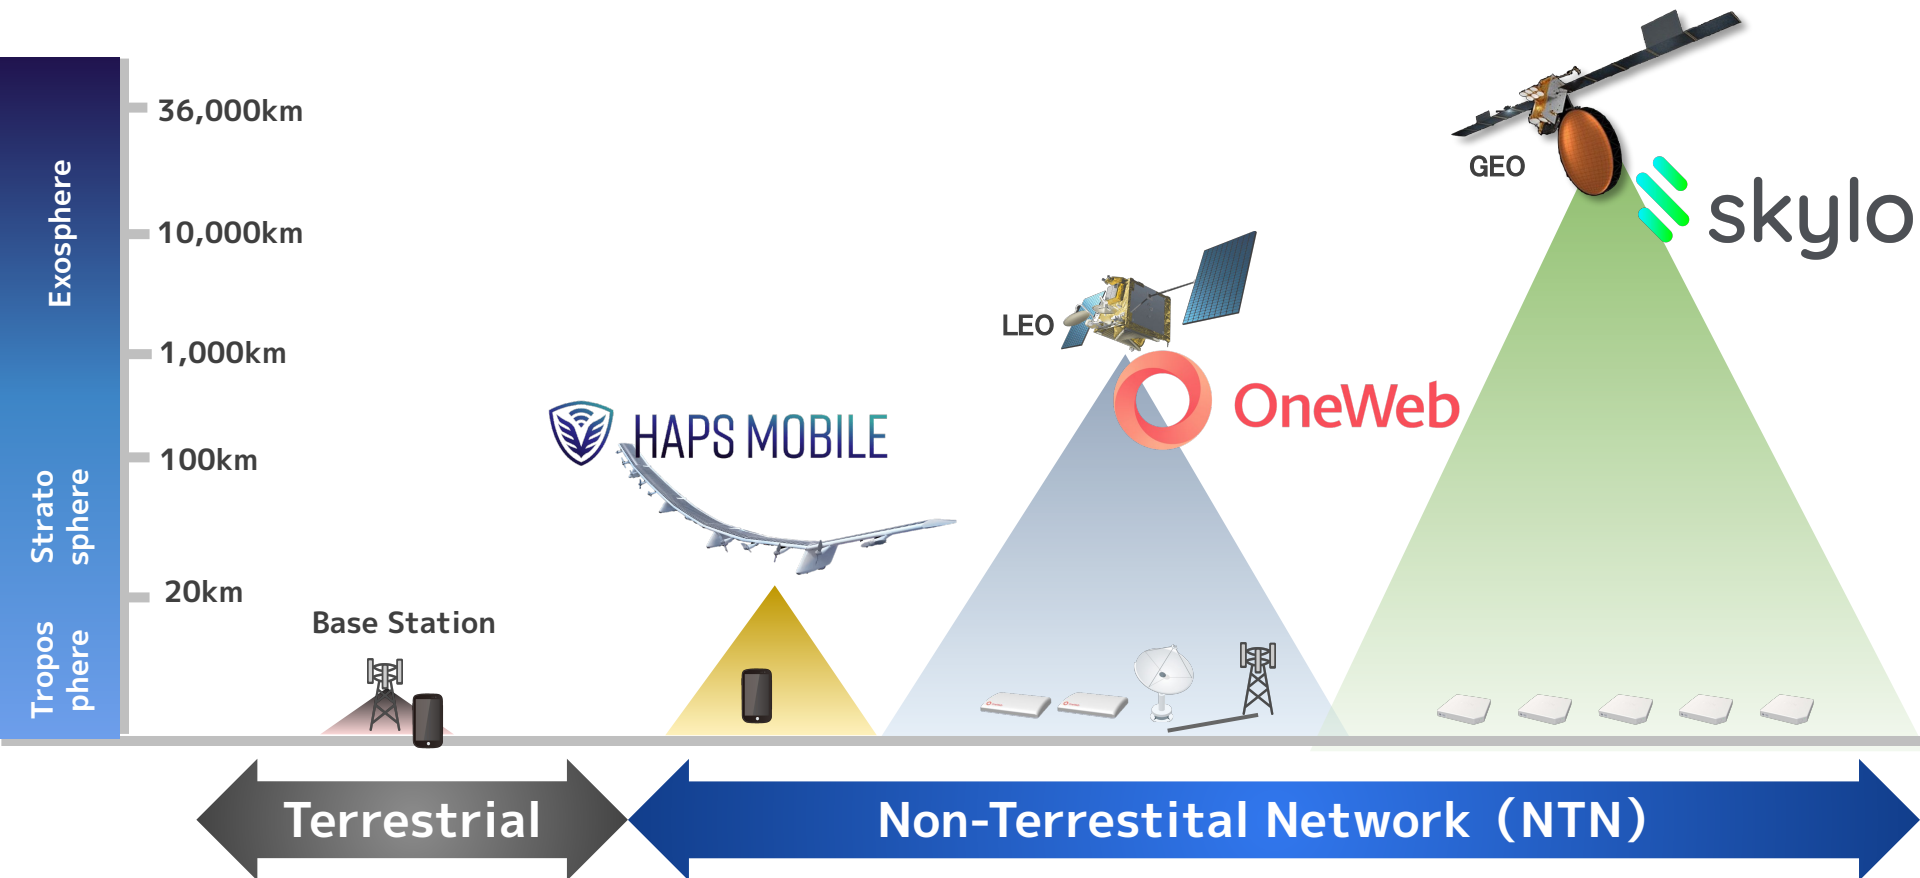 36,000km
10,000km
1,000km
100km
20km
Exosphere
Strato
sphere
Tropos
phere
Base Station
HAPS MOBILE
LEO
OneWeb
GEO
skylo
Terrestrial
Non-Terrestital Network（NTN）